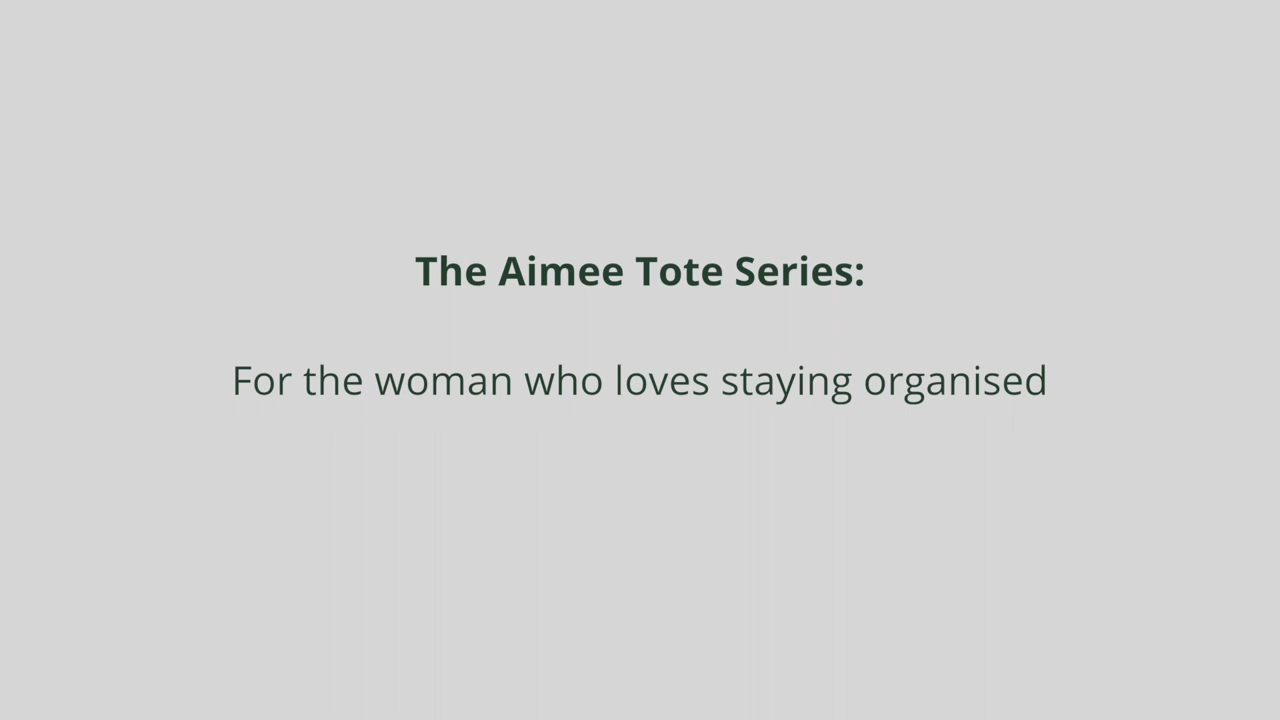 The Aimee Tote Series:
For the woman who loves staying organised